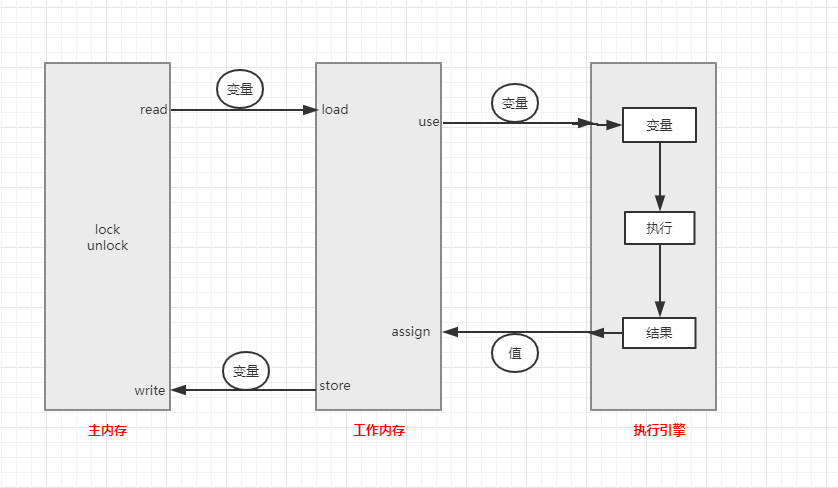 变量
read
load
变量
use
变量
执行
lock
unlock
assign
值
结果
变量
write
store
主内存
工作内存
执行引擎